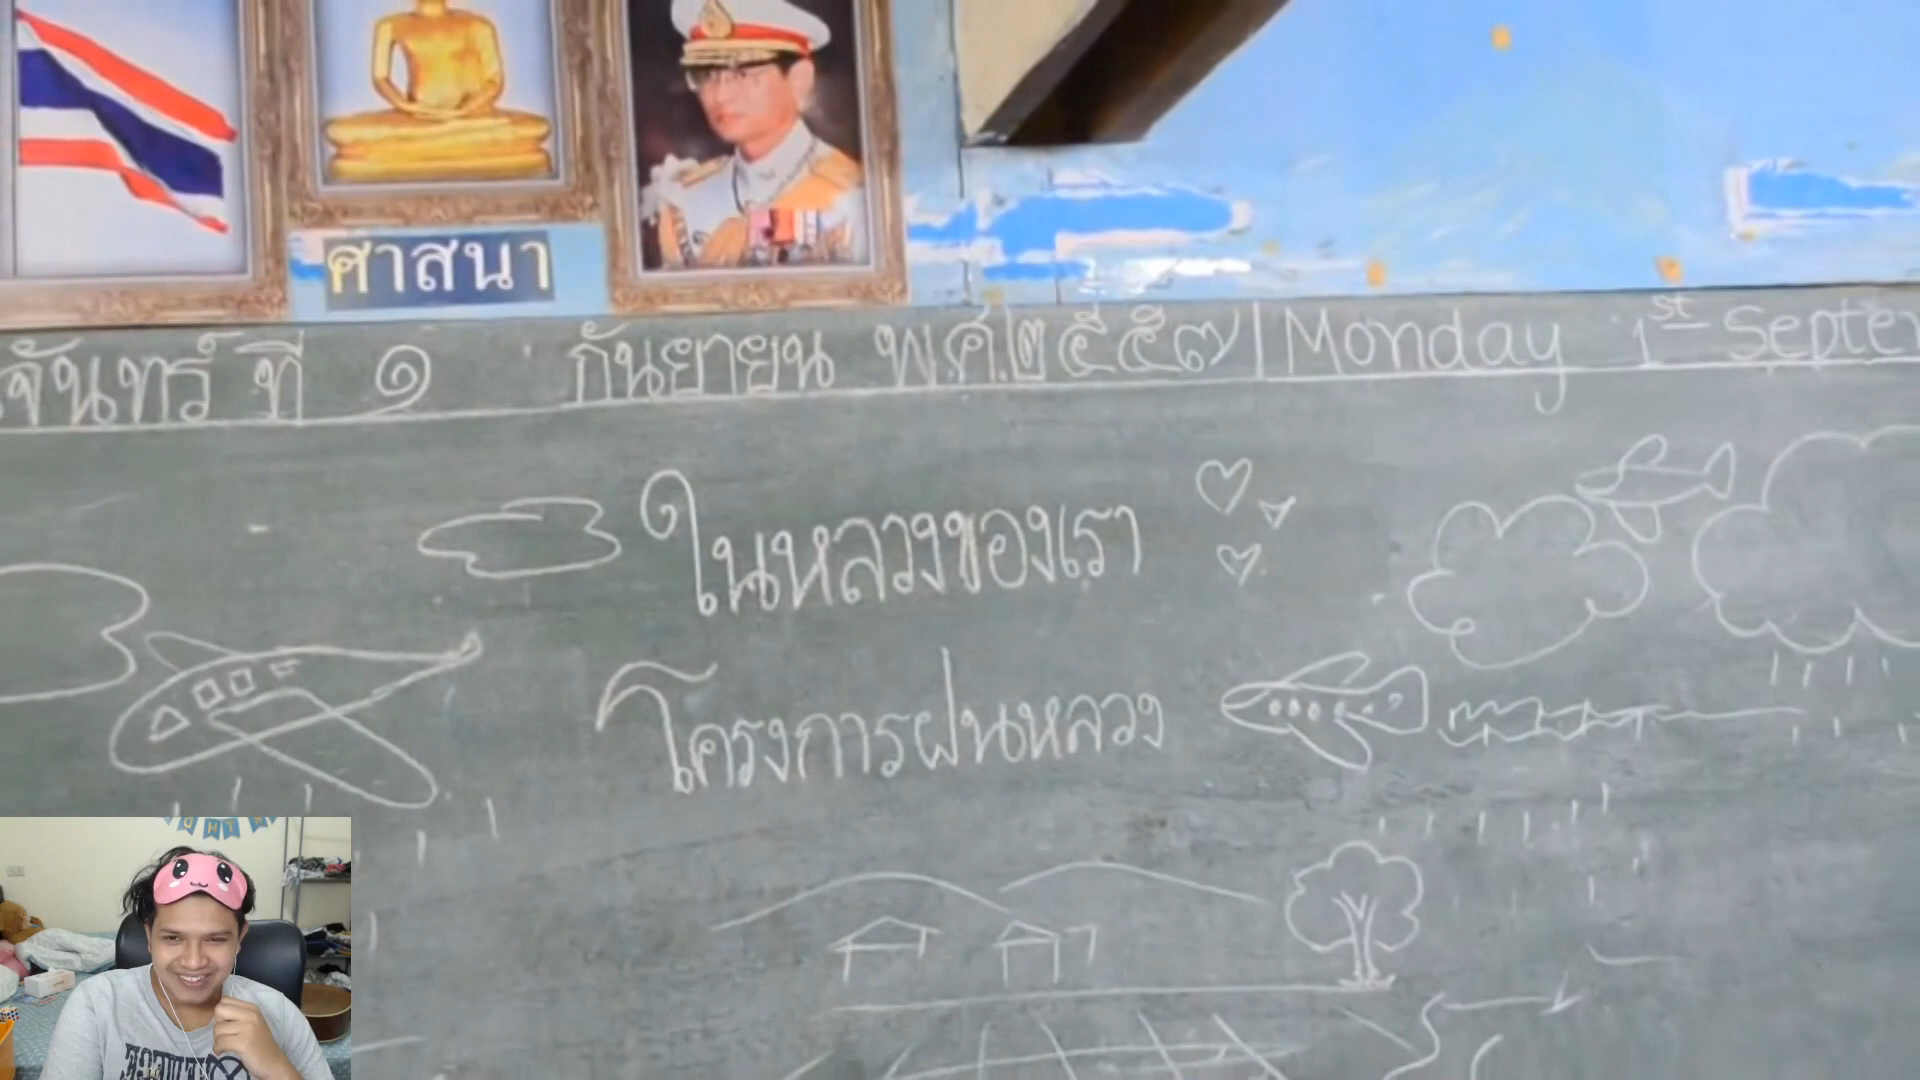 ศาสนา
จันทร์ ที่ ๑ กันยายน พ.ศ.๒๕๕๗ | Monday 1st Septem
ในหลวงของเรา
โครงการฝนหลวง